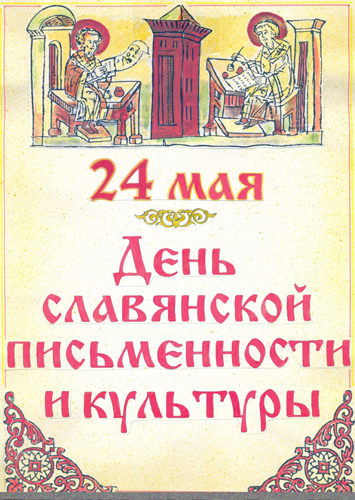 24 мая
День
славянской
письменности
и культуры